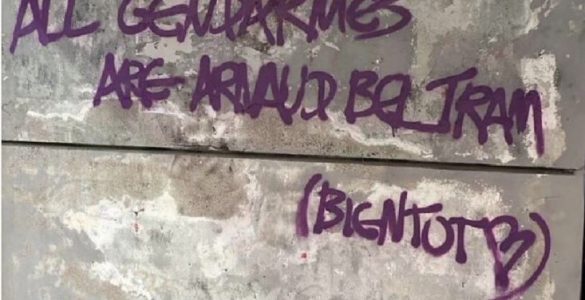 ALL GENDARMES
ARE ARNAUD BELTRAM
(BIENTOT)